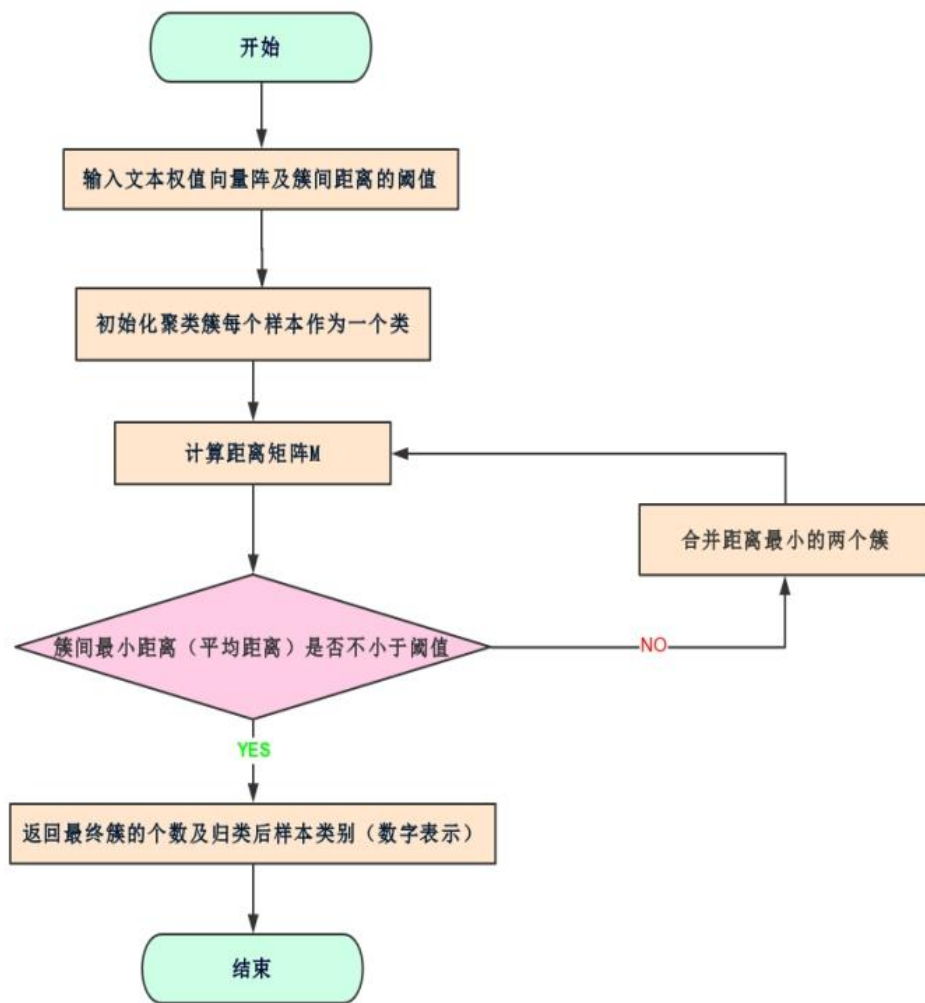 开始
输入文本权值向量阵及簇间距离的阈值
初始化聚类簇每个样本作为一个类
计算距离矩阵M
合并距离最小的两个簇
簇间最小距离（平均距离）是否不小于阈值
NO
YES
返回最终簇的个数及归类后样本类别（数字表示）
结束